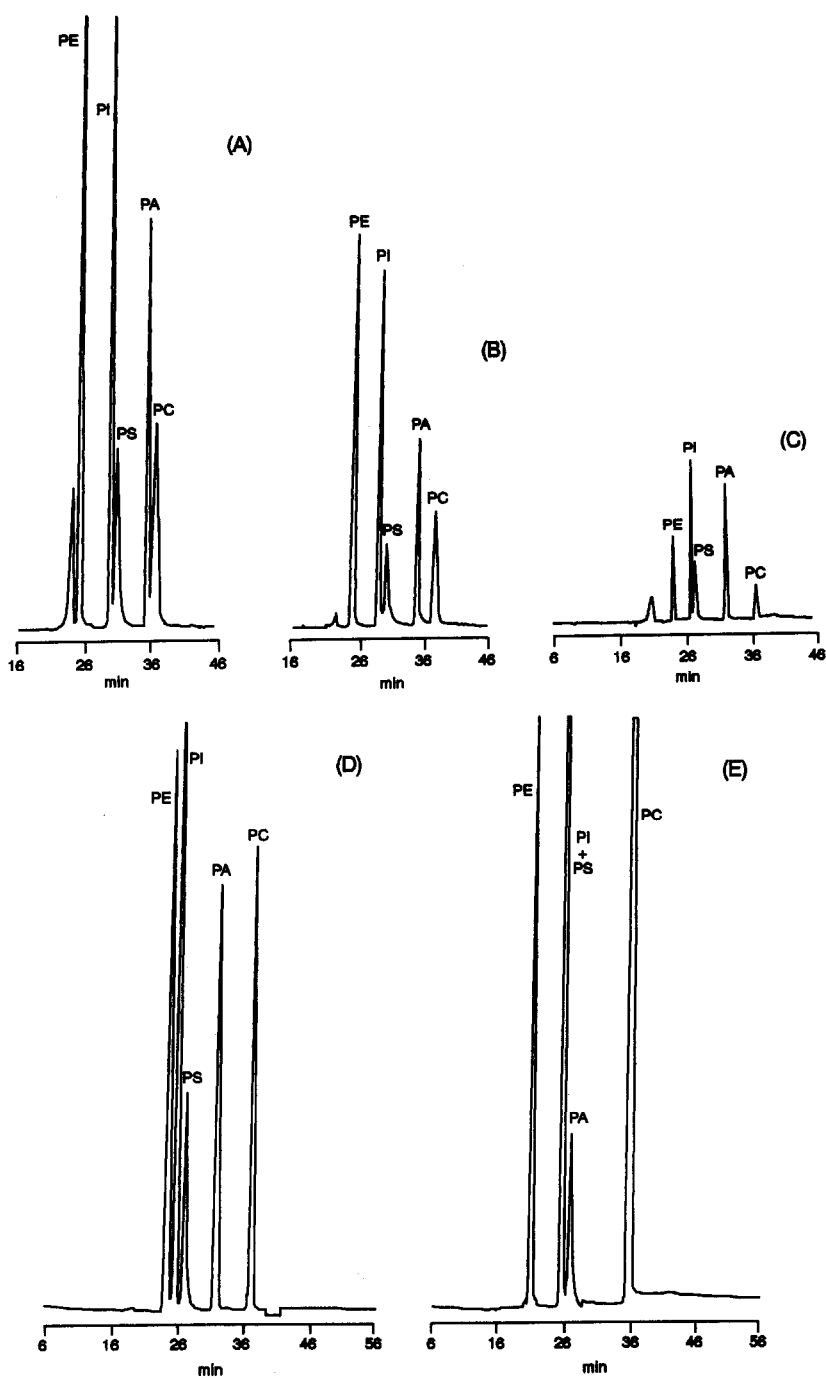 PE
PI
(A)
PA
PS
PC
16 26 36 46
min
PE
PI
(B)
PA
PS
PC
16 26 36 46
min
(C)
PI
PA
PE
PS
PC
6 16 26 36 46
min
PI
(D)
PE
PC
PA
PS
6 16 26 36 46 56
min
(E)
PE
PC
PI
+
PS
PA
6 16 26 36 46 56
min